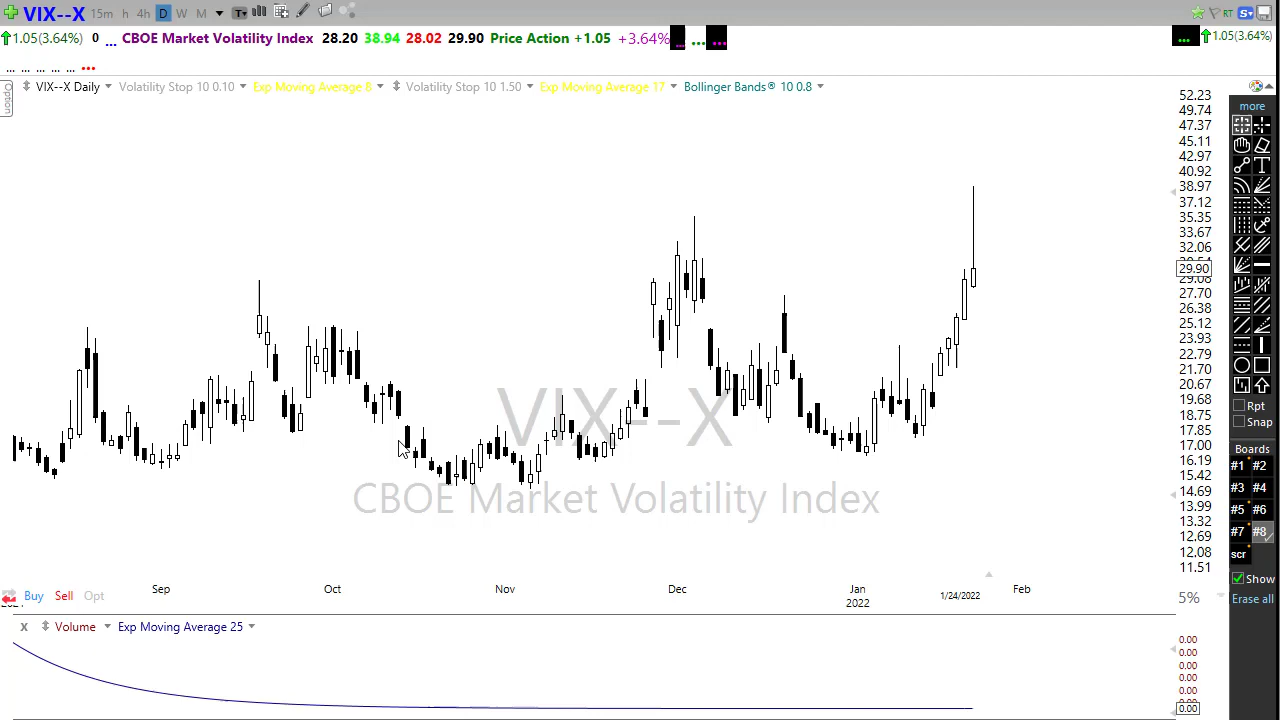 VIX--X 15m h 4h D W M T RT S
1.05(3.64%) 0 ... CBOE Market Volatility Index 28.20 38.94 28.02 29.90 Price Action +1.05 +3.64% ... ... ... ... 1.05(3.64%)
... ... ... ... ... ...
Option
VIX--X Daily Volatility Stop 10 0.10 Exp Moving Average 8 Volatility Stop 10 1.50 Exp Moving Average 17 Bollinger Bands® 10 0.8
52.23
49.74
47.37
45.11
42.97
40.92
38.97
37.12
35.35
33.67
32.06
29.90
29.08
27.70
26.38
25.12
23.93
22.79
21.70
20.67
19.68
18.75
17.85
17.00
16.19
15.42
14.69
13.99
13.32
12.69
12.08
11.51
more
T
Rpt
Snap
Boards
#1 #2
#3 #4
#5 #6
#7 #8
scr
Show
Erase all
VIX--X
CBOE Market Volatility Index
Sep Oct Nov Dec Jan 2022 1/24/2022 Feb
Buy Sell Opt
5%
X Volume Exp Moving Average 25
0.00
0.00
0.00
0.00
0.00
0.00